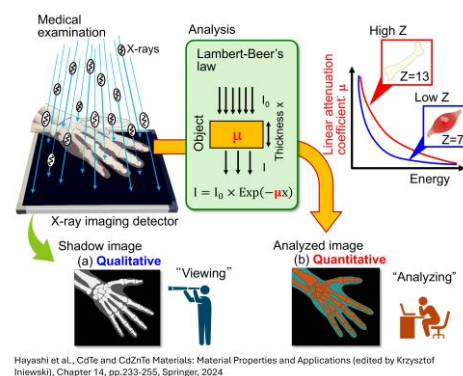 Medical
examination
X-rays
X-ray imaging detector
Analysis
Lambert-Beer's
law
I₀
Object
μ
Thickness x
I
I = I₀ × Exp(−μx)
High Z
Z=13
Low Z
Z=7
Linear attenuation
coefficient: μ
Energy
Shadow image
(a) Qualitative
"Viewing"
Analyzed image
(b) Quantitative
"Analyzing"
Hayashi et al., CdTe and CdZnTe Materials: Material Properties and Applications (edited by Krzysztof
Iniewski), Chapter 14, pp.233-255, Springer, 2024